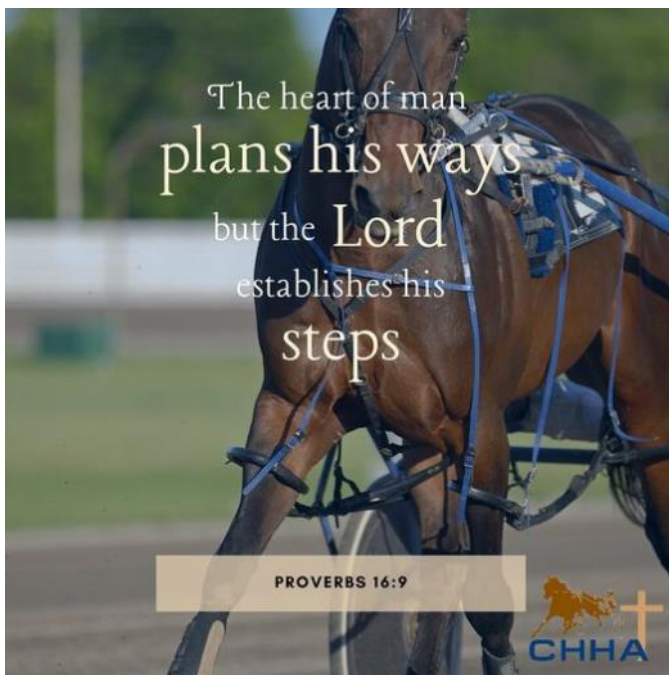 The heart of man
plans his ways
but the Lord
establishes his
steps
PROVERBS 16:9
CHHA